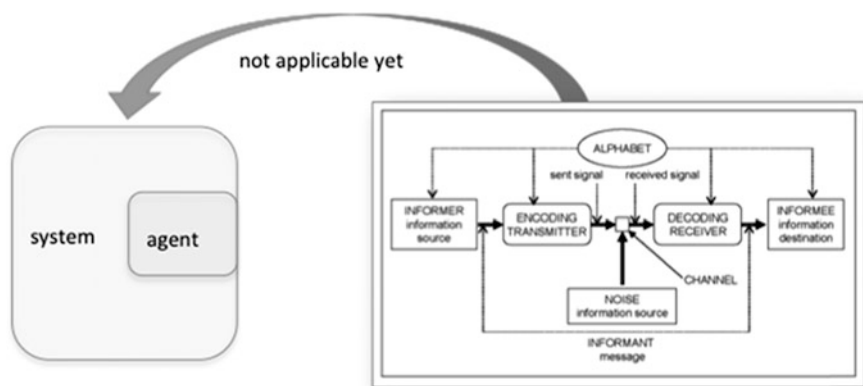 not applicable yet
system
agent
ALPHABET
sent signal
received signal
INFORMER
information
source
ENCODING
TRANSMITTER
DECODING
RECEIVER
INFORMEE
information
destination
CHANNEL
NOISE
information source
INFORMANT
message